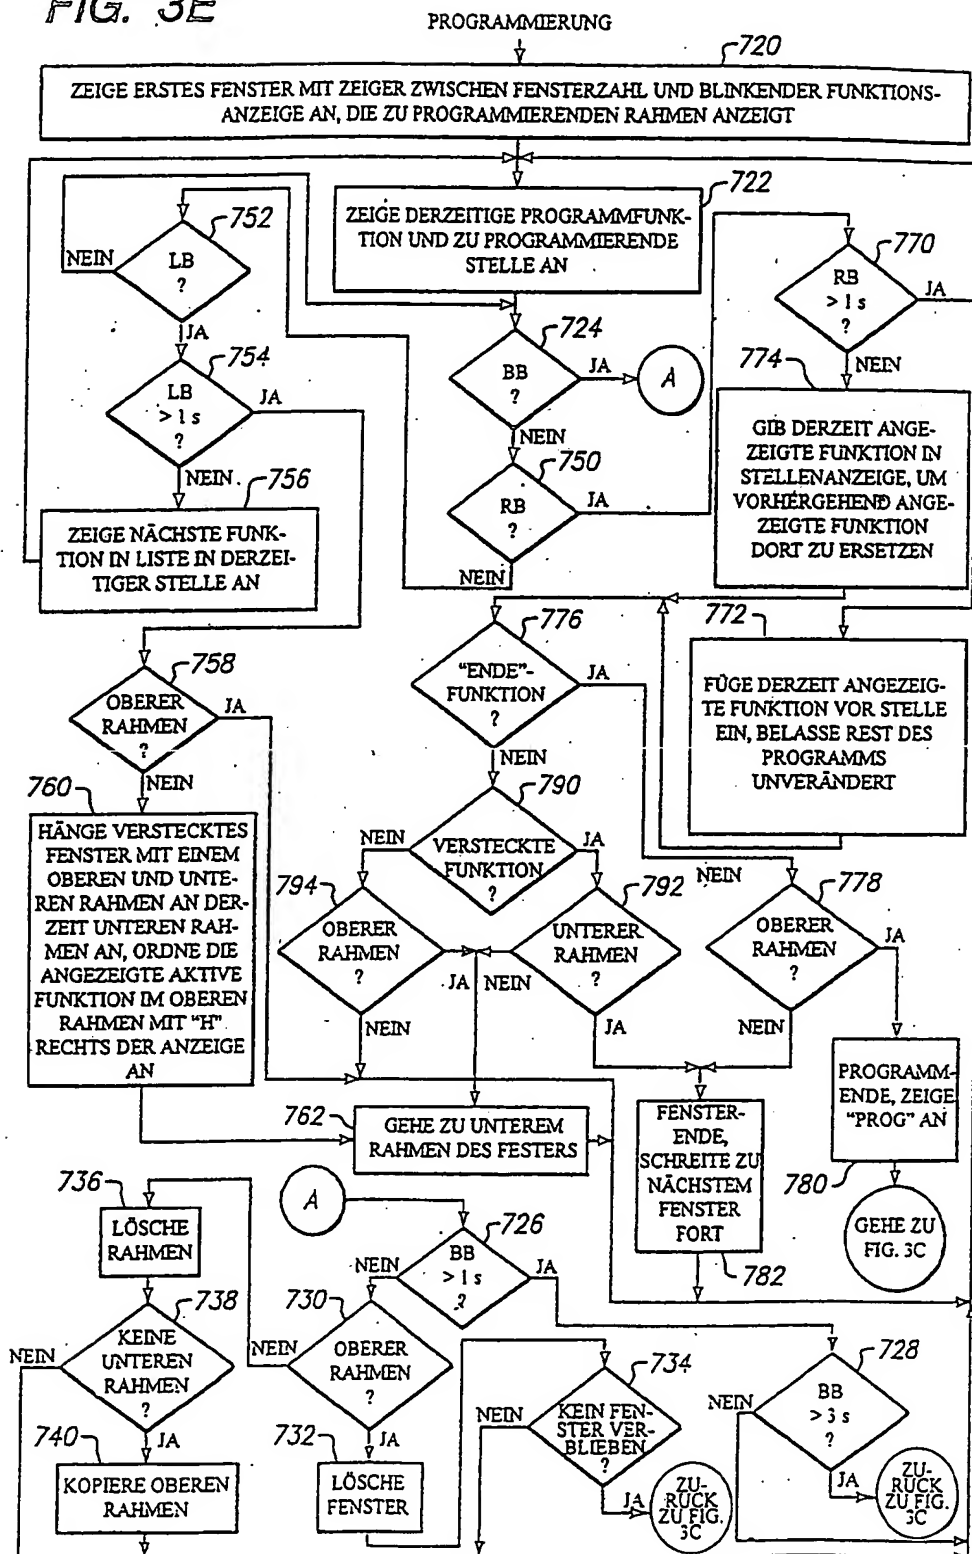 FIG. 3E
PROGRAMMIERUNG
720
ZEIGE ERSTES FENSTER MIT ZEIGER ZWISCHEN FENSTERZAHL UND BLINKENDER FUNKTIONS-
ANZEIGE AN, DIE ZU PROGRAMMIERENDEN RAHMEN ANZEIGT
722
ZEIGE DERZEITIGE PROGRAMMFUNK-
TION UND ZU PROGRAMMIERENDE
STELLE AN
752
LB
?
NEIN
JA
770
RB
> 1 s
?
JA
NEIN
724
BB
?
JA
A
NEIN
754
LB
> 1 s
?
JA
NEIN
774
GIB DERZEIT ANGE-
ZEIGTE FUNKTION IN
STELLENANZEIGE, UM
VORHERGEHEND ANGE-
ZEIGTE FUNKTION
DORT ZU ERSETZEN
750
RB
?
JA
NEIN
756
ZEIGE NÄCHSTE FUNK-
TION IN LISTE IN DERZEI-
TIGER STELLE AN
776
"ENDE"-
FUNKTION
?
JA
NEIN
772
FÜGE DERZEIT ANGEZEIG-
TE FUNKTION VOR STELLE
EIN, BELASSE REST DES
PROGRAMMS
UNVERÄNDERT
758
OBERER
RAHMEN
?
JA
NEIN
760
HÄNGE VERSTECKTES
FENSTER MIT EINEM
OBEREN UND UNTE-
REN RAHMEN AN DER-
ZEIT UNTEREN RAH-
MEN AN, ORDNE DIE
ANGEZEIGTE AKTIVE
FUNKTION IM OBEREN
RAHMEN MIT "H"
RECHTS DER ANZEIGE
AN
790
VERSTECKTE
FUNKTION
?
NEIN
JA
794
OBERER
RAHMEN
?
JA
NEIN
792
UNTERER
RAHMEN
?
NEIN
JA
778
OBERER
RAHMEN
?
NEIN
JA
NEIN
762
GEHE ZU UNTEREM
RAHMEN DES FESTERS
FENSTER-
ENDE,
SCHREITE ZU
NÄCHSTEM
FENSTER
FORT
782
PROGRAMM-
ENDE, ZEIGE
"PROG" AN
780
GEHE ZU
FIG. 3C
A
726
BB
> 1 s
?
NEIN
JA
736
LÖSCHE
RAHMEN
738
KEINE
UNTEREN
RAHMEN
?
NEIN
JA
740
KOPIERE OBEREN
RAHMEN
730
OBERER
RAHMEN
?
NEIN
JA
732
LÖSCHE
FENSTER
734
KEIN FEN-
STER VER-
BLIEBEN
?
NEIN
JA
ZU-
RÜCK
ZU FIG.
3C
728
BB
> 3 s
?
NEIN
JA
ZU-
RÜCK
ZU FIG.
3C